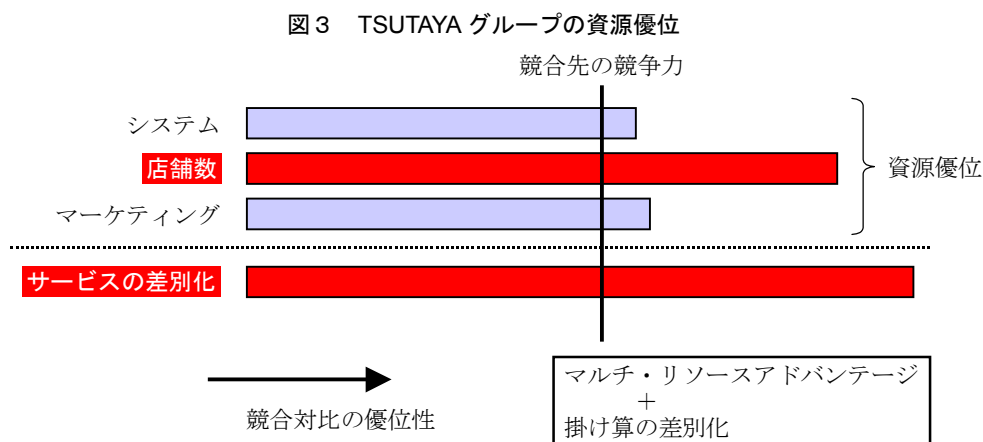 図3 TSUTAYA グループの資源優位
競合先の競争力
システム
店舗数
マーケティング
資源優位
サービスの差別化
競合対比の優位性
マルチ・リソースアドバンテージ
+
掛け算の差別化